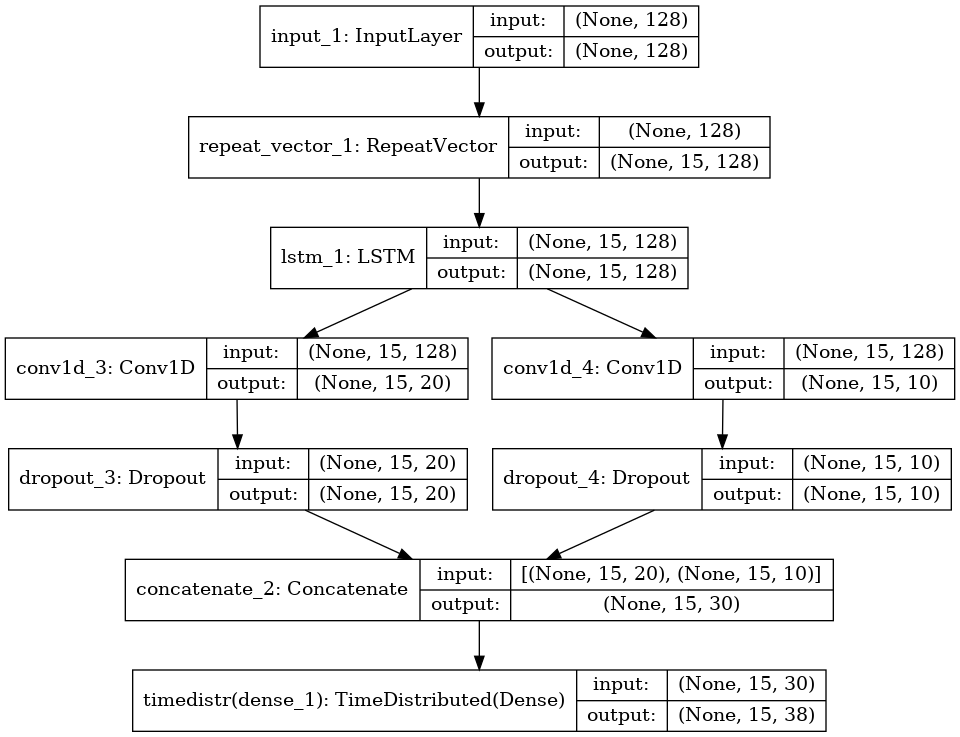 input_1: InputLayer
input: (None, 128)
output: (None, 128)
repeat_vector_1: RepeatVector
input: (None, 128)
output: (None, 15, 128)
lstm_1: LSTM
input: (None, 15, 128)
output: (None, 15, 128)
conv1d_3: Conv1D
input: (None, 15, 128)
output: (None, 15, 20)
conv1d_4: Conv1D
input: (None, 15, 128)
output: (None, 15, 10)
dropout_3: Dropout
input: (None, 15, 20)
output: (None, 15, 20)
dropout_4: Dropout
input: (None, 15, 10)
output: (None, 15, 10)
concatenate_2: Concatenate
input: [(None, 15, 20), (None, 15, 10)]
output: (None, 15, 30)
timedistr(dense_1): TimeDistributed(Dense)
input: (None, 15, 30)
output: (None, 15, 38)